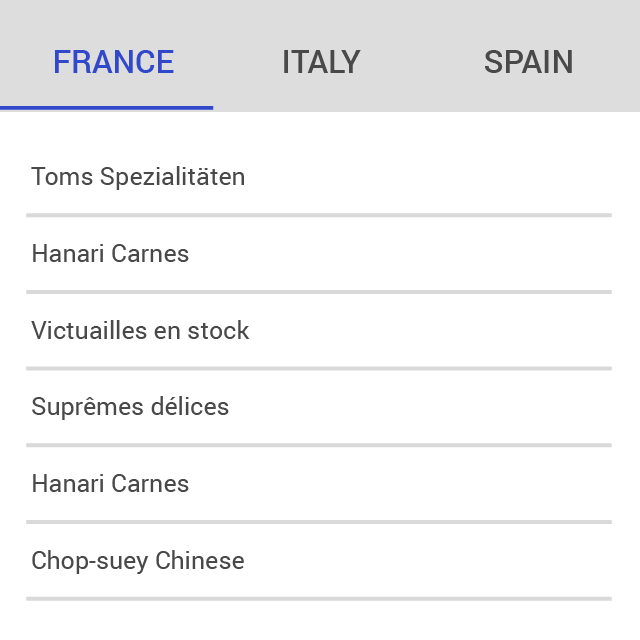 FRANCE ITALY SPAIN
Toms Spezialitäten
Hanari Carnes
Victuailles en stock
Suprêmes délices
Hanari Carnes
Chop-suey Chinese